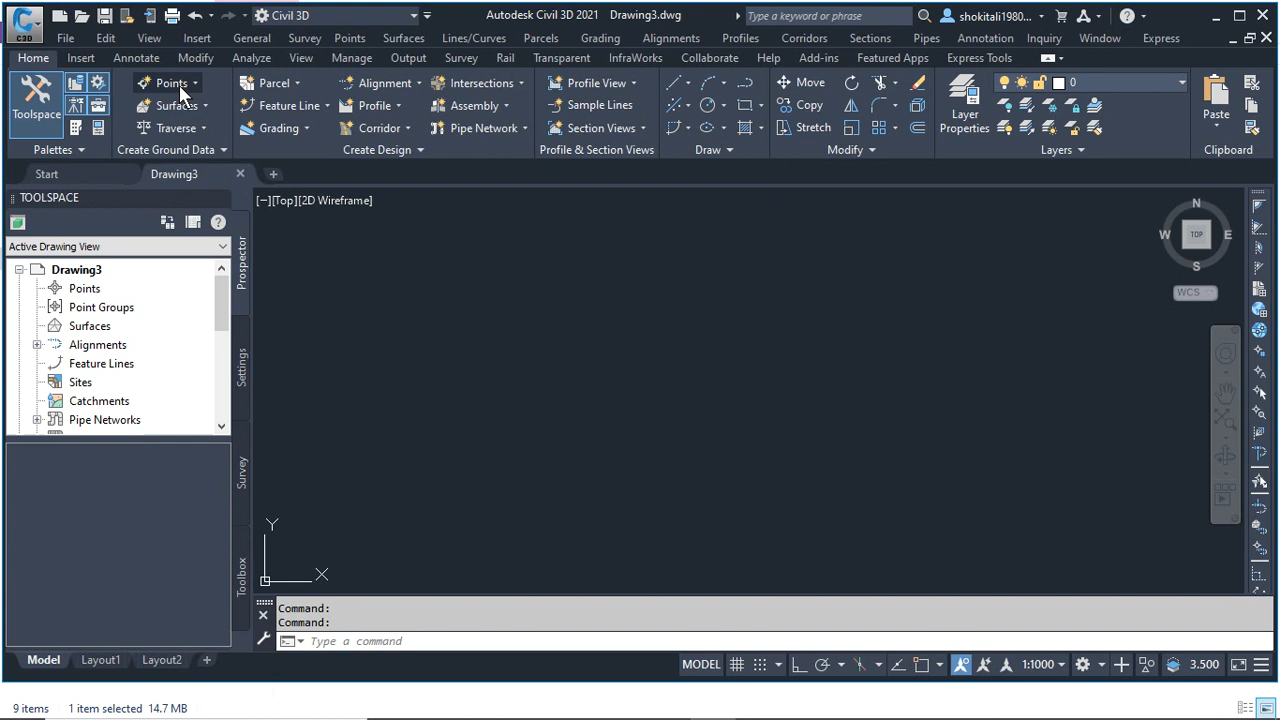 Civil 3D
Autodesk Civil 3D 2021 Drawing3.dwg
Type a keyword or phrase
shokitali1980...
C3D
File Edit View Insert General Survey Points Surfaces Lines/Curves Parcels Grading Alignments Profiles Corridors Sections Pipes Annotation Inquiry Window Express
Home Insert Annotate Modify Analyze View Manage Output Survey Rail Transparent InfraWorks Collaborate Help Add-ins Featured Apps Express Tools
Points Parcel Alignment Intersection Profile View Move 0
Toolspace Surfaces Feature Line Profile Assembly Sample Lines Copy Layer Properties Paste
Traverse Grading Corridor Pipe Network Section Views Stretch
Palettes Create Ground Data Create Design Profile & Section Views Draw Modify Layers Clipboard
Start Drawing3
TOOLSPACE
[−][Top][2D Wireframe]
Active Drawing View
Drawing3
Points
Point Groups
Surfaces
Alignments
Feature Lines
Sites
Catchments
Pipe Networks
Prospector
Settings
Survey
Toolbox
N
W TOP E
S
WCS
Y
X
Command:
Command:
Type a command
Model Layout1 Layout2
MODEL 1:1000 3.500
9 items 1 item selected 14.7 MB